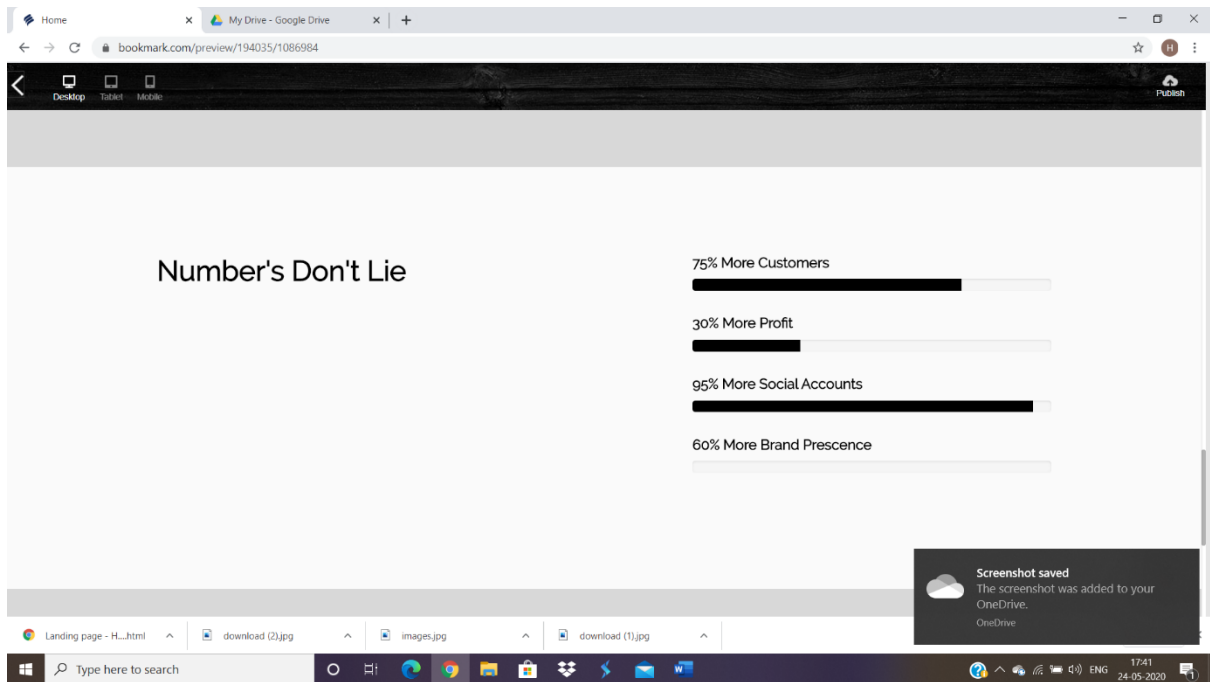 Home
My Drive - Google Drive
bookmark.com/preview/194035/1086984
H
Desktop Tablet Mobile
Publish
Number's Don't Lie
75% More Customers
30% More Profit
95% More Social Accounts
60% More Brand Prescence
Screenshot saved
The screenshot was added to your
OneDrive.
OneDrive
Landing page - H....html
download (2).jpg
images.jpg
download (1).jpg
Type here to search
ENG
17:41
24-05-2020
1